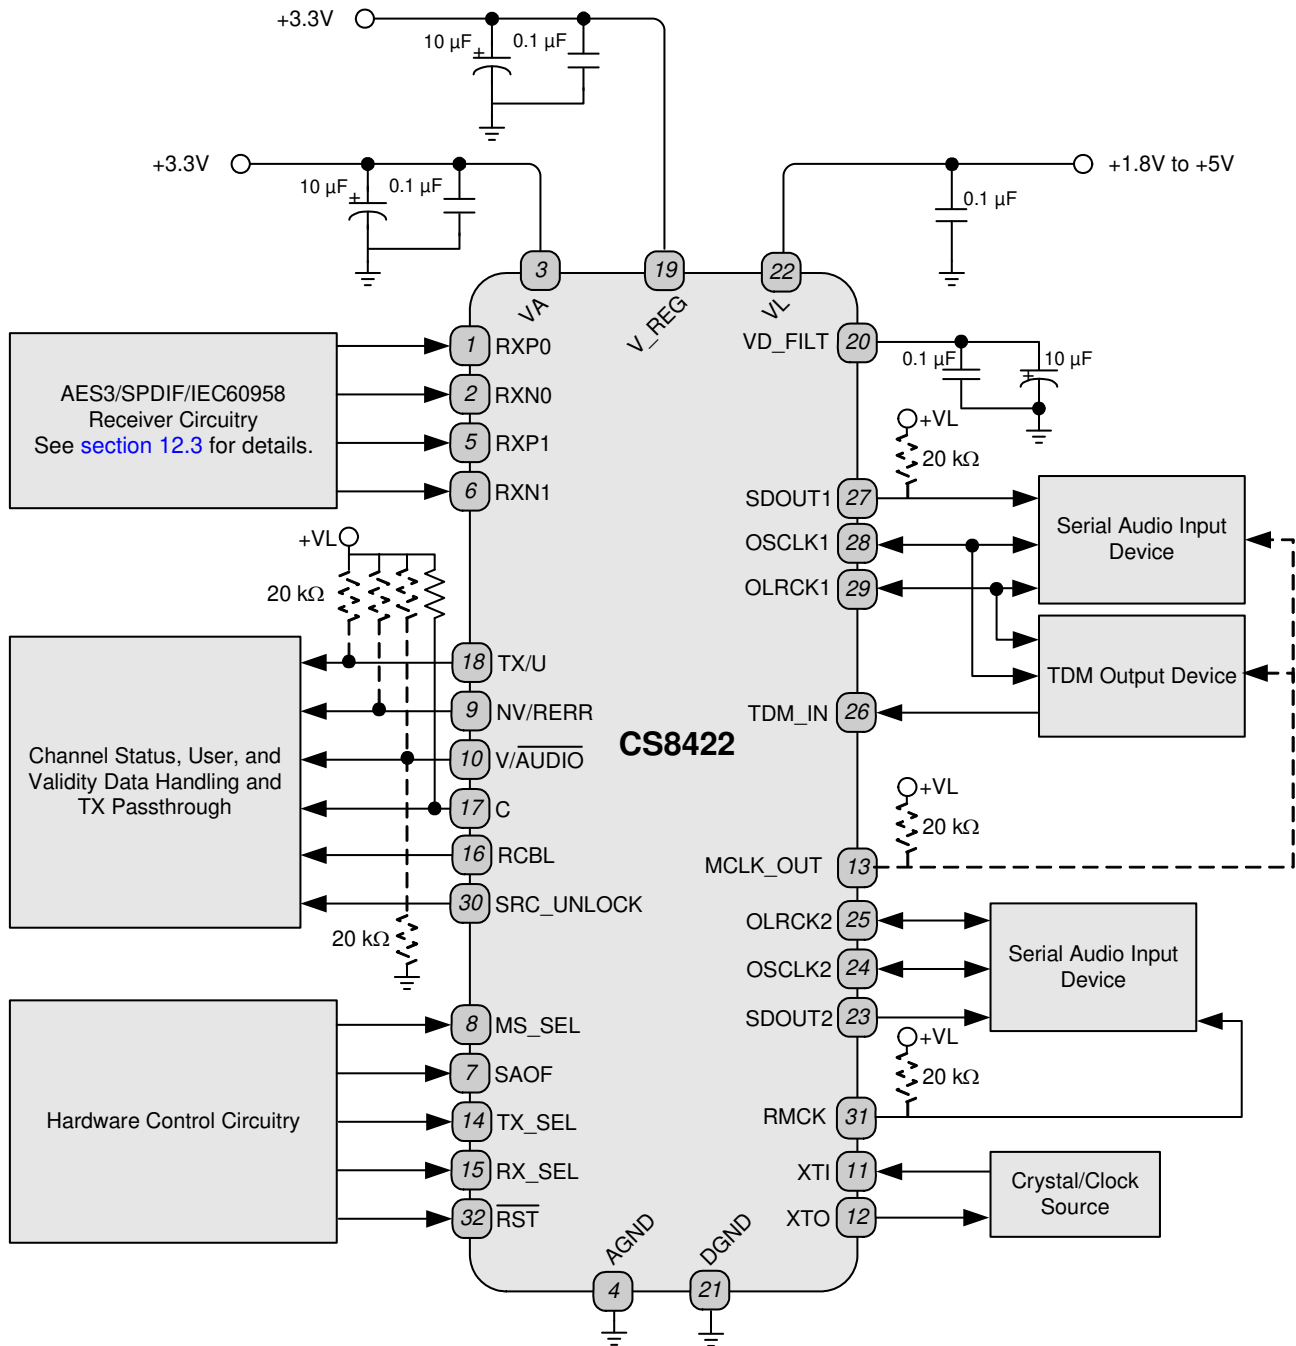 +3.3V
10 µF
+
0.1 µF
+3.3V
10 µF
+
0.1 µF
+1.8V to +5V
0.1 µF
3
VA
19
V_REG
22
VL
AES3/SPDIF/IEC60958
Receiver Circuitry
See section 12.3 for details.
1
RXP0
2
RXN0
5
RXP1
6
RXN1
VD_FILT
20
0.1 µF
+
10 µF
+VL
20 kΩ
SDOUT1
27
OSCLK1
28
OLRCK1
29
Serial Audio Input
Device
TDM Output Device
TDM_IN
26
+VL
20 kΩ
Channel Status, User, and
Validity Data Handling and
TX Passthrough
18
TX/U
9
NV/RERR
10
V/AUDIO
17
C
16
RCBL
30
SRC_UNLOCK
20 kΩ
CS8422
+VL
20 kΩ
MCLK_OUT
13
OLRCK2
25
OSCLK2
24
SDOUT2
23
Serial Audio Input
Device
+VL
20 kΩ
RMCK
31
XTI
11
XTO
12
Crystal/Clock
Source
Hardware Control Circuitry
8
MS_SEL
7
SAOF
14
TX_SEL
15
RX_SEL
32
RST
AGND
4
DGND
21